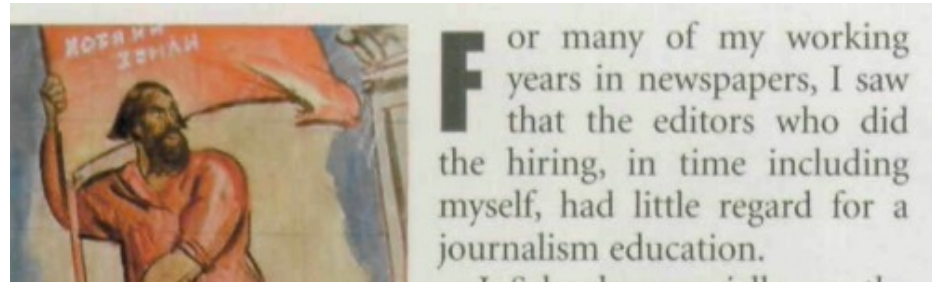 For many of my working
years in newspapers, I saw
that the editors who did
the hiring, in time including
myself, had little regard for a
journalism education.